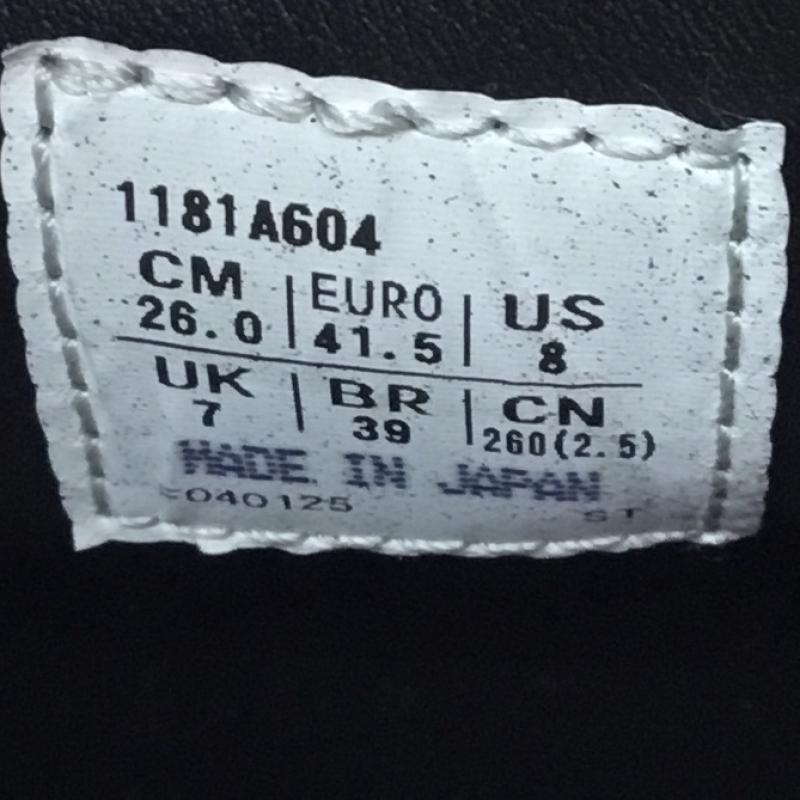 1181A604
CM | EURO | US
26.0 | 41.5 | 8
UK | BR | CN
7 | 39 | 260(2.5)
MADE IN JAPAN
040125 ST